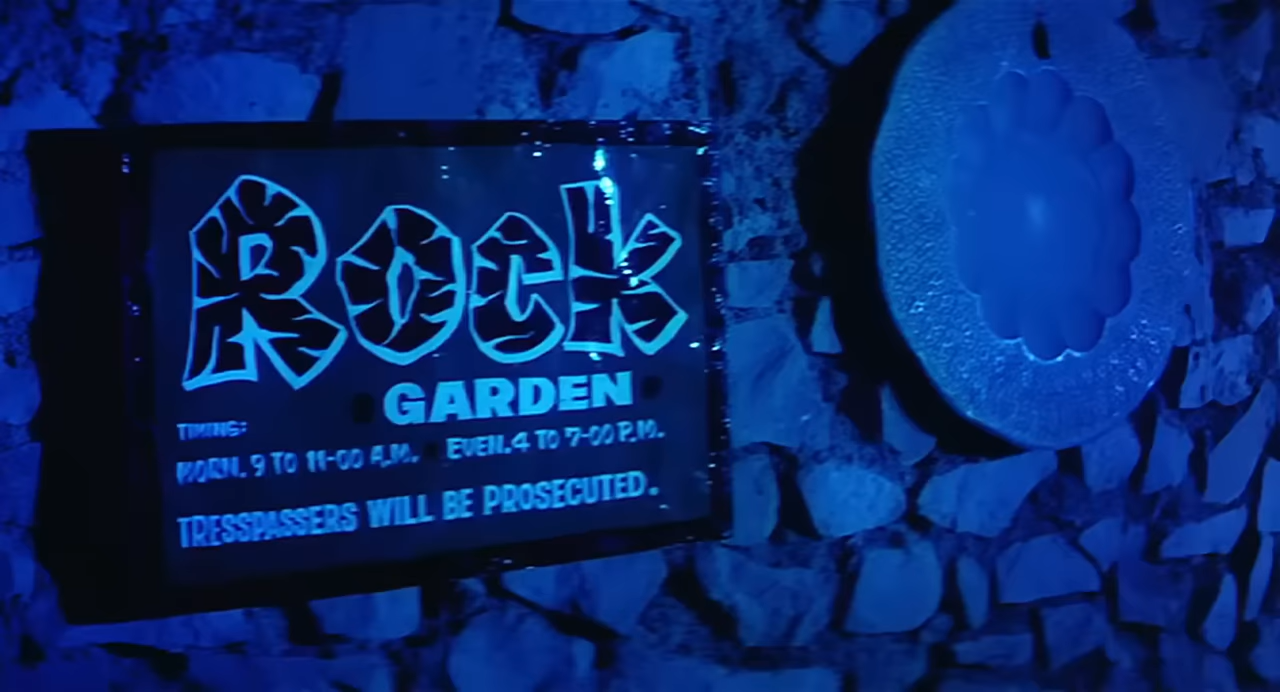 Rock
GARDEN
TIMING:
MORN. 9 TO 11-00 A.M. EVEN. 4 TO 7-00 P.M.
TRESSPASSERS WILL BE PROSECUTED.